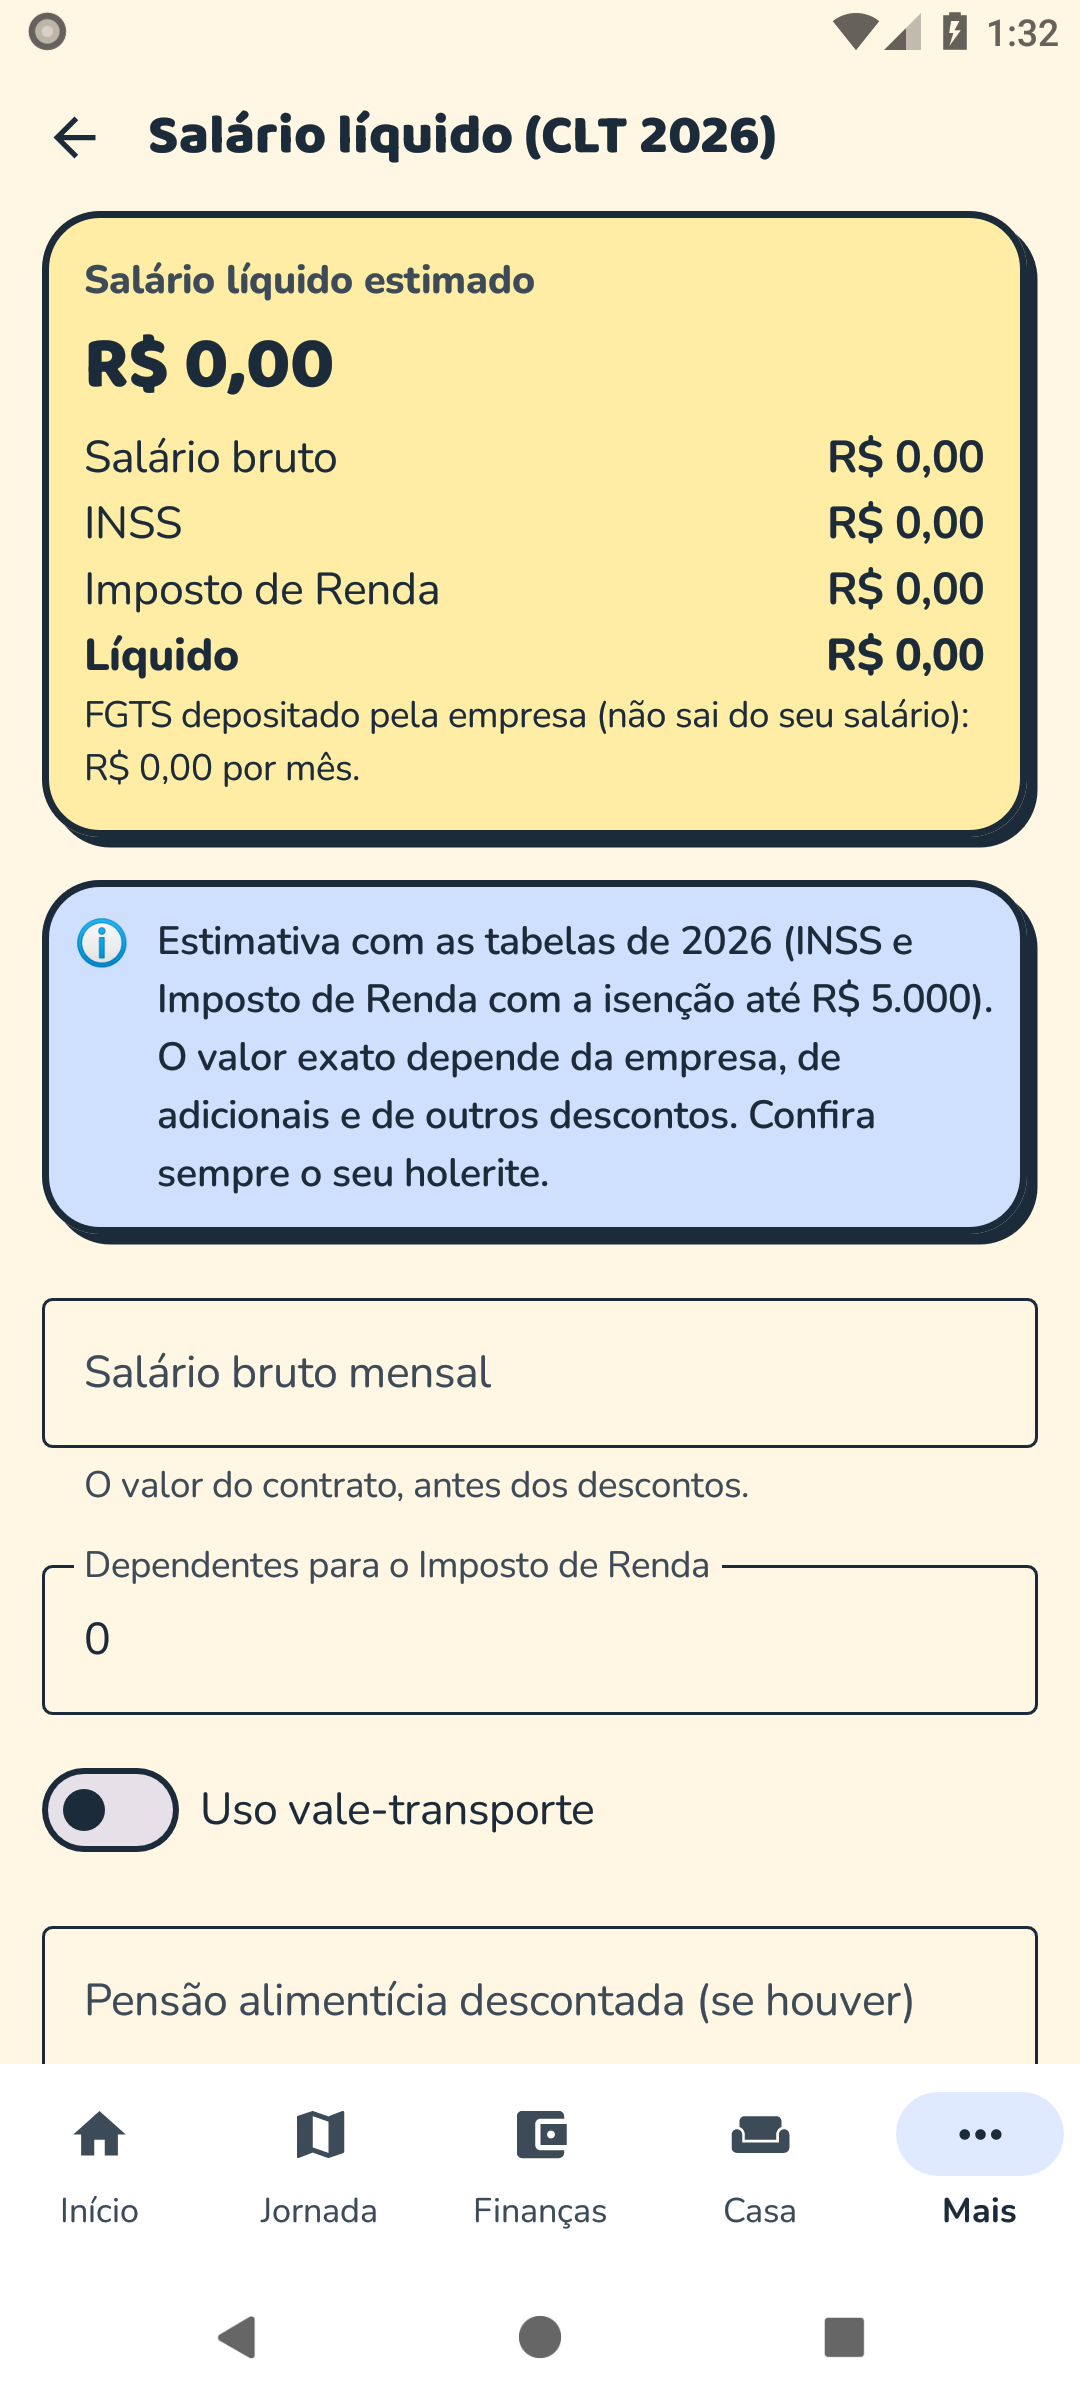 1:32
Salário líquido (CLT 2026)
Salário líquido estimado
R$ 0,00
Salário bruto R$ 0,00
INSS R$ 0,00
Imposto de Renda R$ 0,00
Líquido R$ 0,00
FGTS depositado pela empresa (não sai do seu salário):
R$ 0,00 por mês.
Estimativa com as tabelas de 2026 (INSS e
Imposto de Renda com a isenção até R$ 5.000).
O valor exato depende da empresa, de
adicionais e de outros descontos. Confira
sempre o seu holerite.
Salário bruto mensal
O valor do contrato, antes dos descontos.
Dependentes para o Imposto de Renda
0
Uso vale-transporte
Pensão alimentícia descontada (se houver)
Início Jornada Finanças Casa Mais